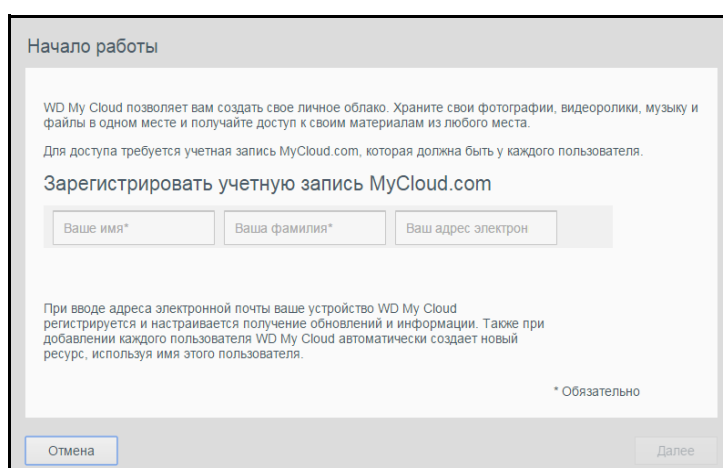 Начало работы
WD My Cloud позволяет вам создать свое личное облако. Храните свои фотографии, видеоролики, музыку и
файлы в одном месте и получайте доступ к своим материалам из любого места.
Для доступа требуется учетная запись MyCloud.com, которая должна быть у каждого пользователя.
Зарегистрировать учетную запись MyCloud.com
Ваше имя* Ваша фамилия* Ваш адрес электрон
При вводе адреса электронной почты ваше устройство WD My Cloud
регистрируется и настраивается получение обновлений и информации. Также при
добавлении каждого пользователя WD My Cloud автоматически создает новый
ресурс, используя имя этого пользователя.
* Обязательно
Отмена Далее